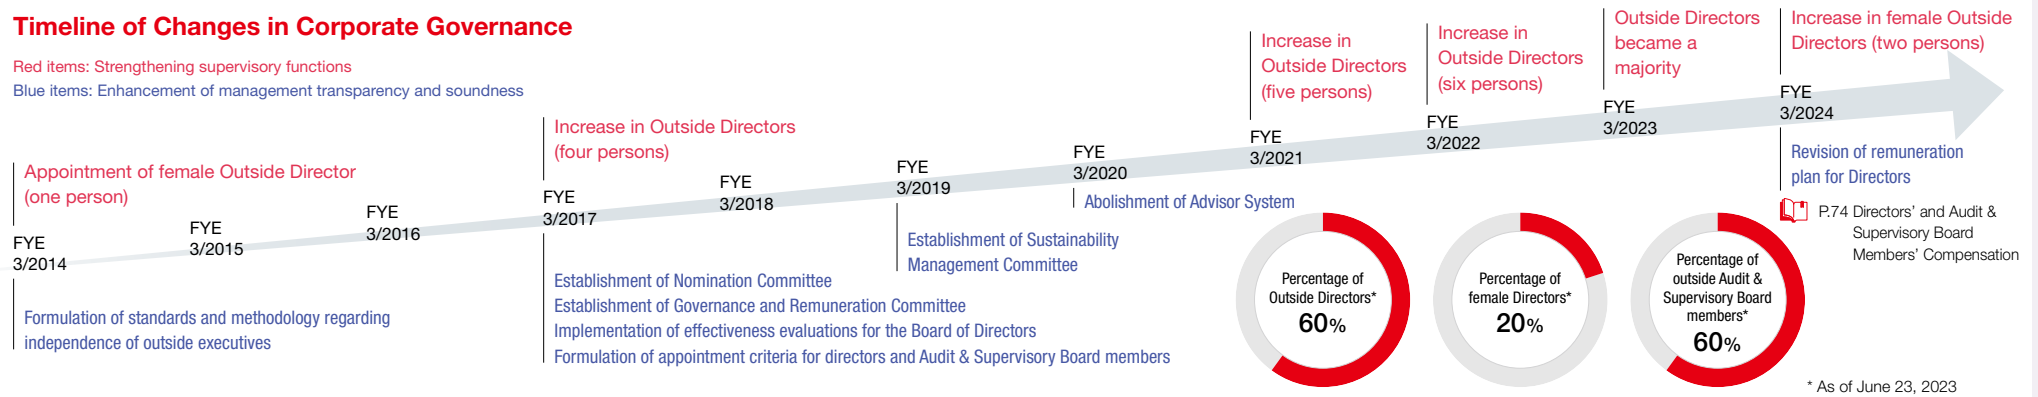 Timeline of Changes in Corporate Governance
Red items: Strengthening supervisory functions
Blue items: Enhancement of management transparency and soundness
Appointment of female Outside Director
(one person)
FYE
3/2014
Formulation of standards and methodology regarding
independence of outside executives
FYE
3/2015
FYE
3/2016
Increase in Outside Directors
(four persons)
FYE
3/2017
Establishment of Nomination Committee
Establishment of Governance and Remuneration Committee
Implementation of effectiveness evaluations for the Board of Directors
Formulation of appointment criteria for directors and Audit & Supervisory Board members
FYE
3/2018
FYE
3/2019
Establishment of Sustainability
Management Committee
FYE
3/2020
Abolishment of Advisor System
Increase in
Outside Directors
(five persons)
FYE
3/2021
Increase in
Outside Directors
(six persons)
FYE
3/2022
Outside Directors
became a
majority
FYE
3/2023
Increase in female Outside
Directors (two persons)
FYE
3/2024
Revision of remuneration
plan for Directors
P.74 Directors' and Audit &
Supervisory Board
Members' Compensation
Percentage of
Outside Directors*
60%
Percentage of
female Directors*
20%
Percentage of
outside Audit &
Supervisory Board
members*
60%
* As of June 23, 2023